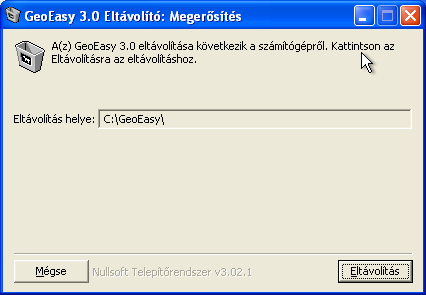 GeoEasy 3.0 Eltávolító: Megerősítés
A(z) GeoEasy 3.0 eltávolítása következik a számítógépről. Kattintson az
Eltávolításra az eltávolításhoz.
Eltávolítás helye: C:\GeoEasy\
Mégse Nullsoft Telepítőrendszer v3.02.1 Eltávolítás